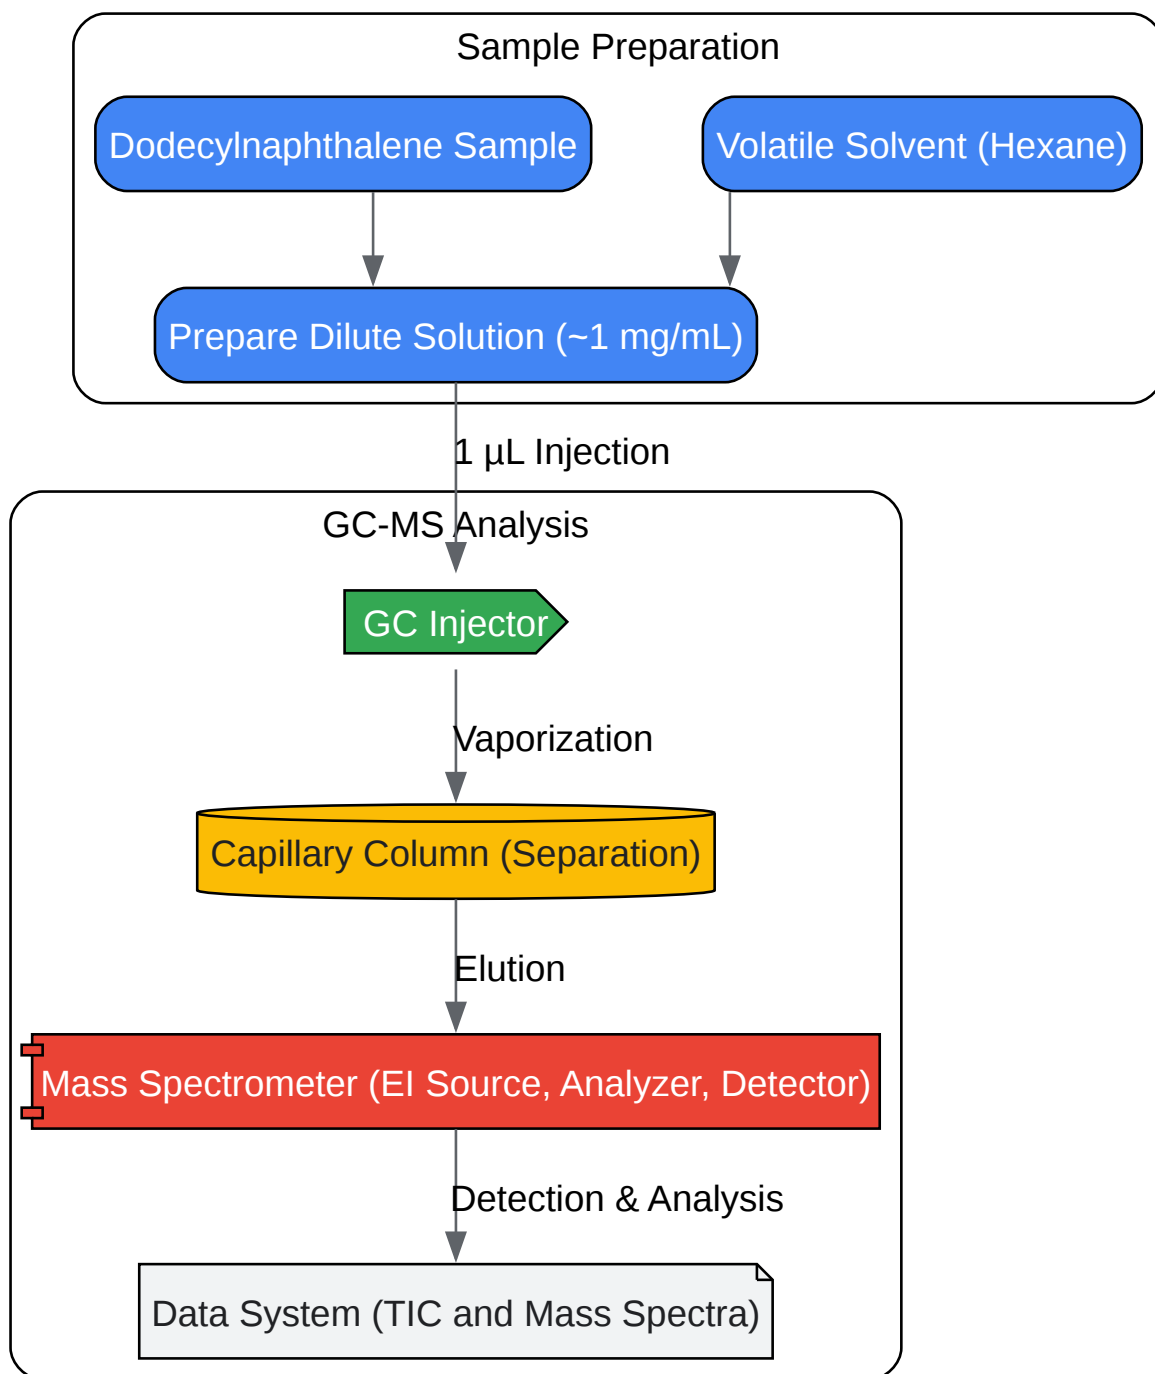 Sample Preparation
Dodecylnaphthalene Sample
Volatile Solvent (Hexane)
Prepare Dilute Solution (~1 mg/mL)
1 µL Injection
GC-MS Analysis
GC Injector
Vaporization
Capillary Column (Separation)
Elution
Mass Spectrometer (EI Source, Analyzer, Detector)
Detection & Analysis
Data System (TIC and Mass Spectra)